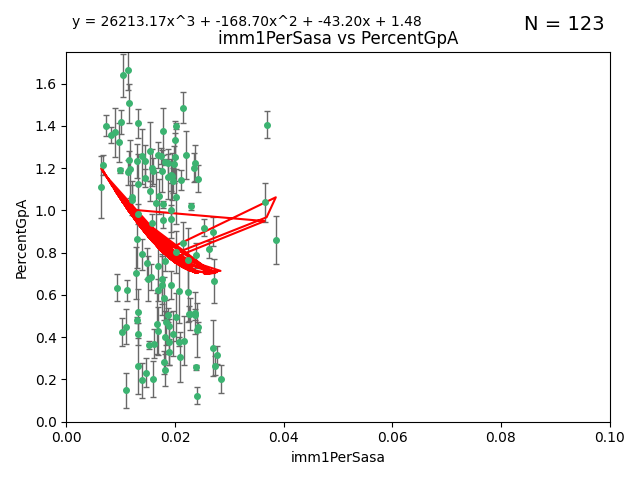 y = 26213.17x^3 + -168.70x^2 + -43.20x + 1.48
N = 123
imm1PerSasa vs PercentGpA
PercentGpA
1.6
1.4
1.2
1.0
0.8
0.6
0.4
0.2
0.0
0.00 0.02 0.04 0.06 0.08 0.10
imm1PerSasa